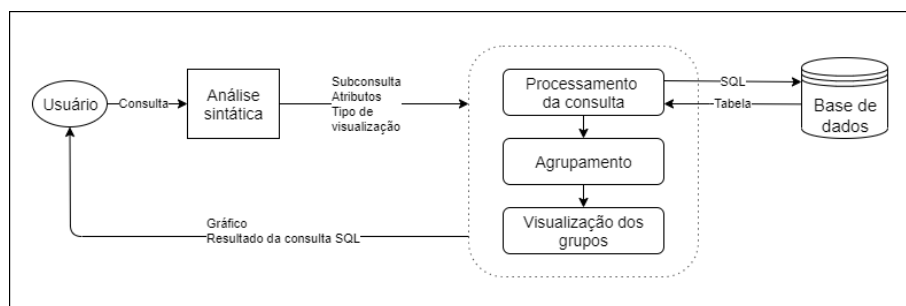 Usuário
Consulta
Análise
sintática
Subconsulta
Atributos
Tipo de
visualização
Processamento
da consulta
SQL
Tabela
Base de
dados
Agrupamento
Visualização dos
grupos
Gráfico
Resultado da consulta SQL